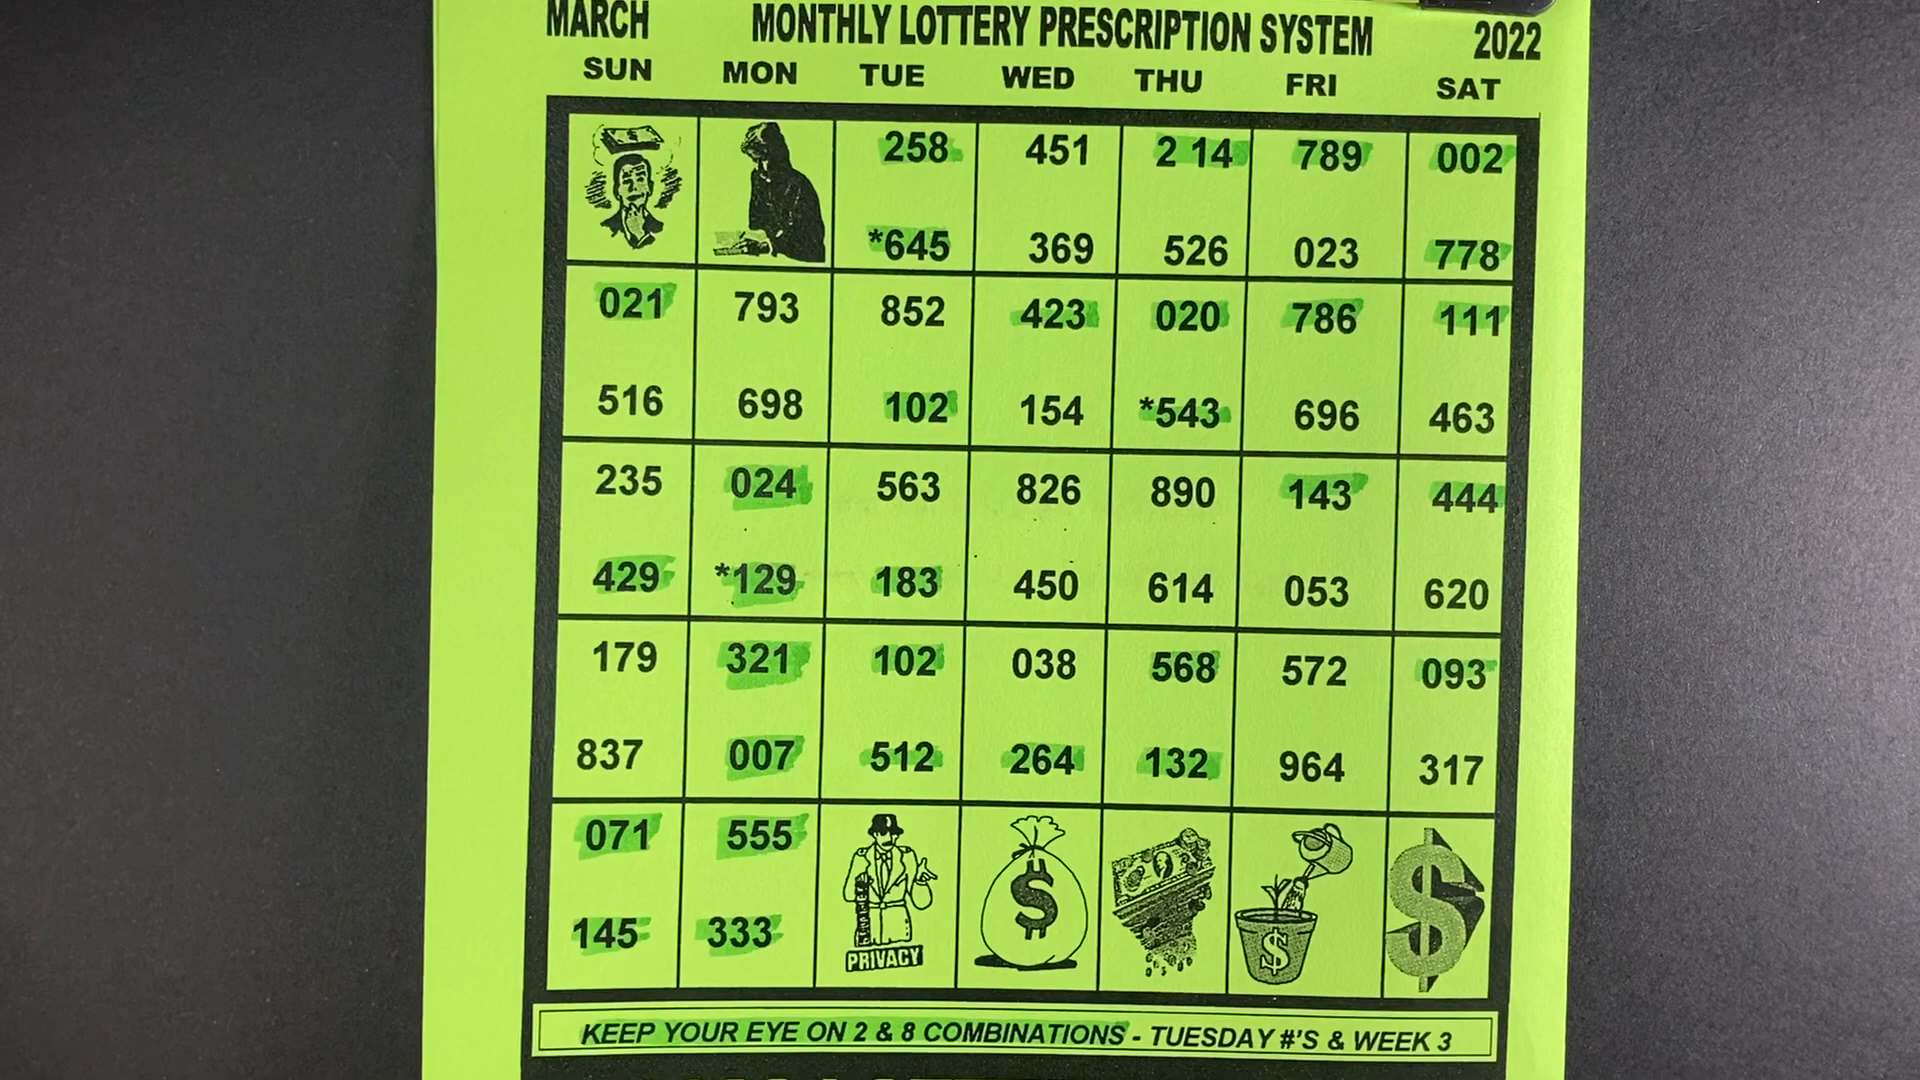 MARCH MONTHLY LOTTERY PRESCRIPTION SYSTEM 2022
SUN MON TUE WED THU FRI SAT
258 451 2 14 789 002
*645 369 526 023 778
021 793 852 423 020 786 111
516 698 102 154 *543 696 463
235 024 563 826 890 143 444
429 *129 183 450 614 053 620
179 321 102 038 568 572 093
837 007 512 264 132 964 317
071 555
145 333
PRIVACY
$ $ $
KEEP YOUR EYE ON 2 & 8 COMBINATIONS - TUESDAY #'S & WEEK 3